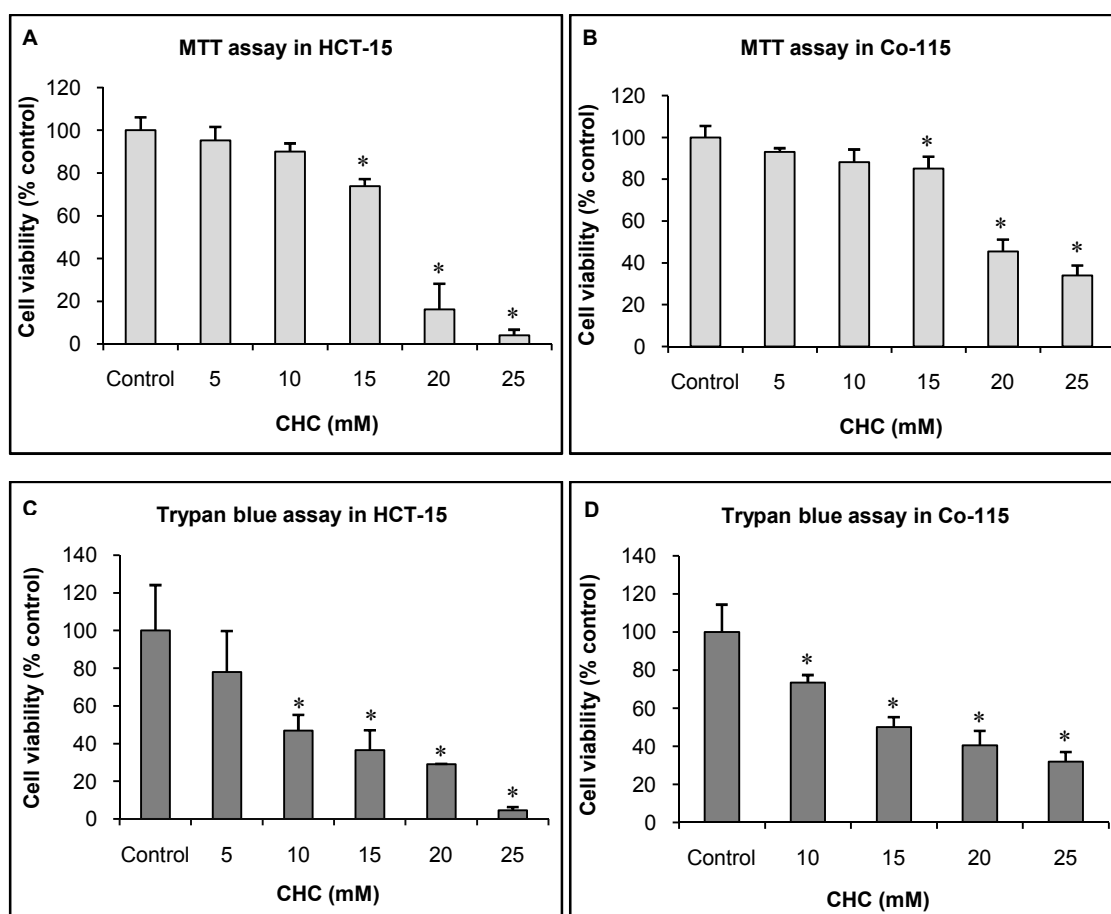 A
MTT assay in HCT-15
Cell viability (% control)
120
100
80
60
40
20
0
*
*
*
Control 5 10 15 20 25
CHC (mM)
B
MTT assay in Co-115
Cell viability (% control)
120
100
80
60
40
20
0
*
*
*
Control 5 10 15 20 25
CHC (mM)
C
Trypan blue assay in HCT-15
Cell viability (% control)
140
120
100
80
60
40
20
0
*
*
*
*
Control 5 10 15 20 25
CHC (mM)
D
Trypan blue assay in Co-115
Cell viability (% control)
140
120
100
80
60
40
20
0
*
*
*
*
Control 10 15 20 25
CHC (mM)